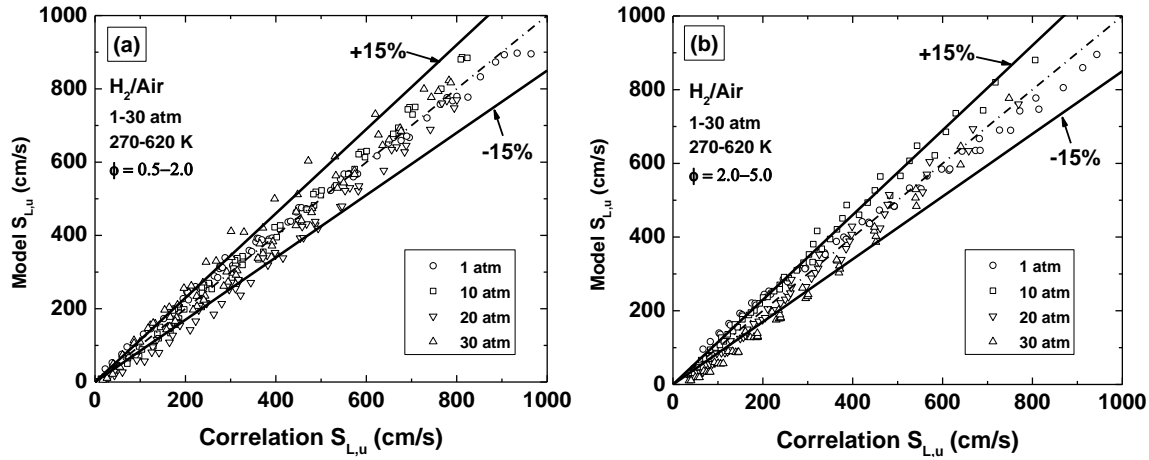 (a)
+15%
H2/Air
1-30 atm
270-620 K
ϕ = 0.5–2.0
-15%
1 atm
10 atm
20 atm
30 atm
1000
800
600
400
200
0
0 200 400 600 800 1000
Model SL,u (cm/s)
Correlation SL,u (cm/s)
(b)
+15%
H2/Air
1-30 atm
270-620 K
ϕ = 2.0–5.0
-15%
1 atm
10 atm
20 atm
30 atm
1000
800
600
400
200
0
0 200 400 600 800 1000
Model SL,u (cm/s)
Correlation SL,u (cm/s)